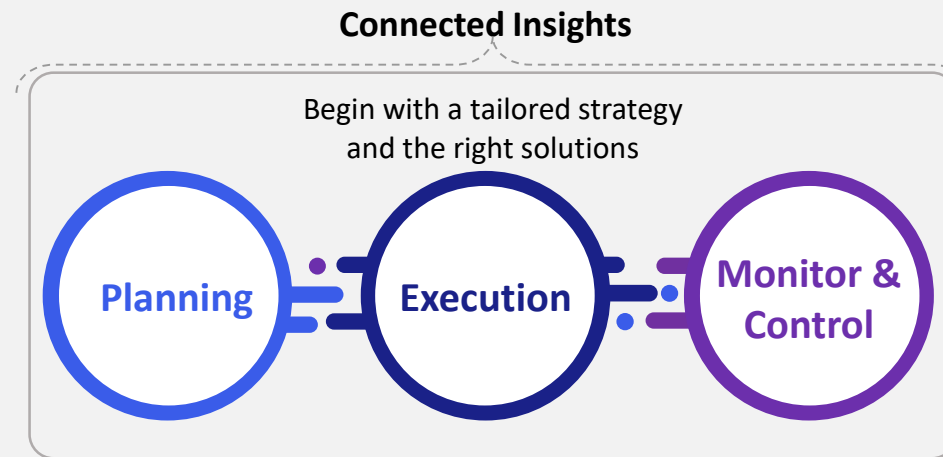 Connected Insights
Begin with a tailored strategy
and the right solutions
Planning
Execution
Monitor &
Control